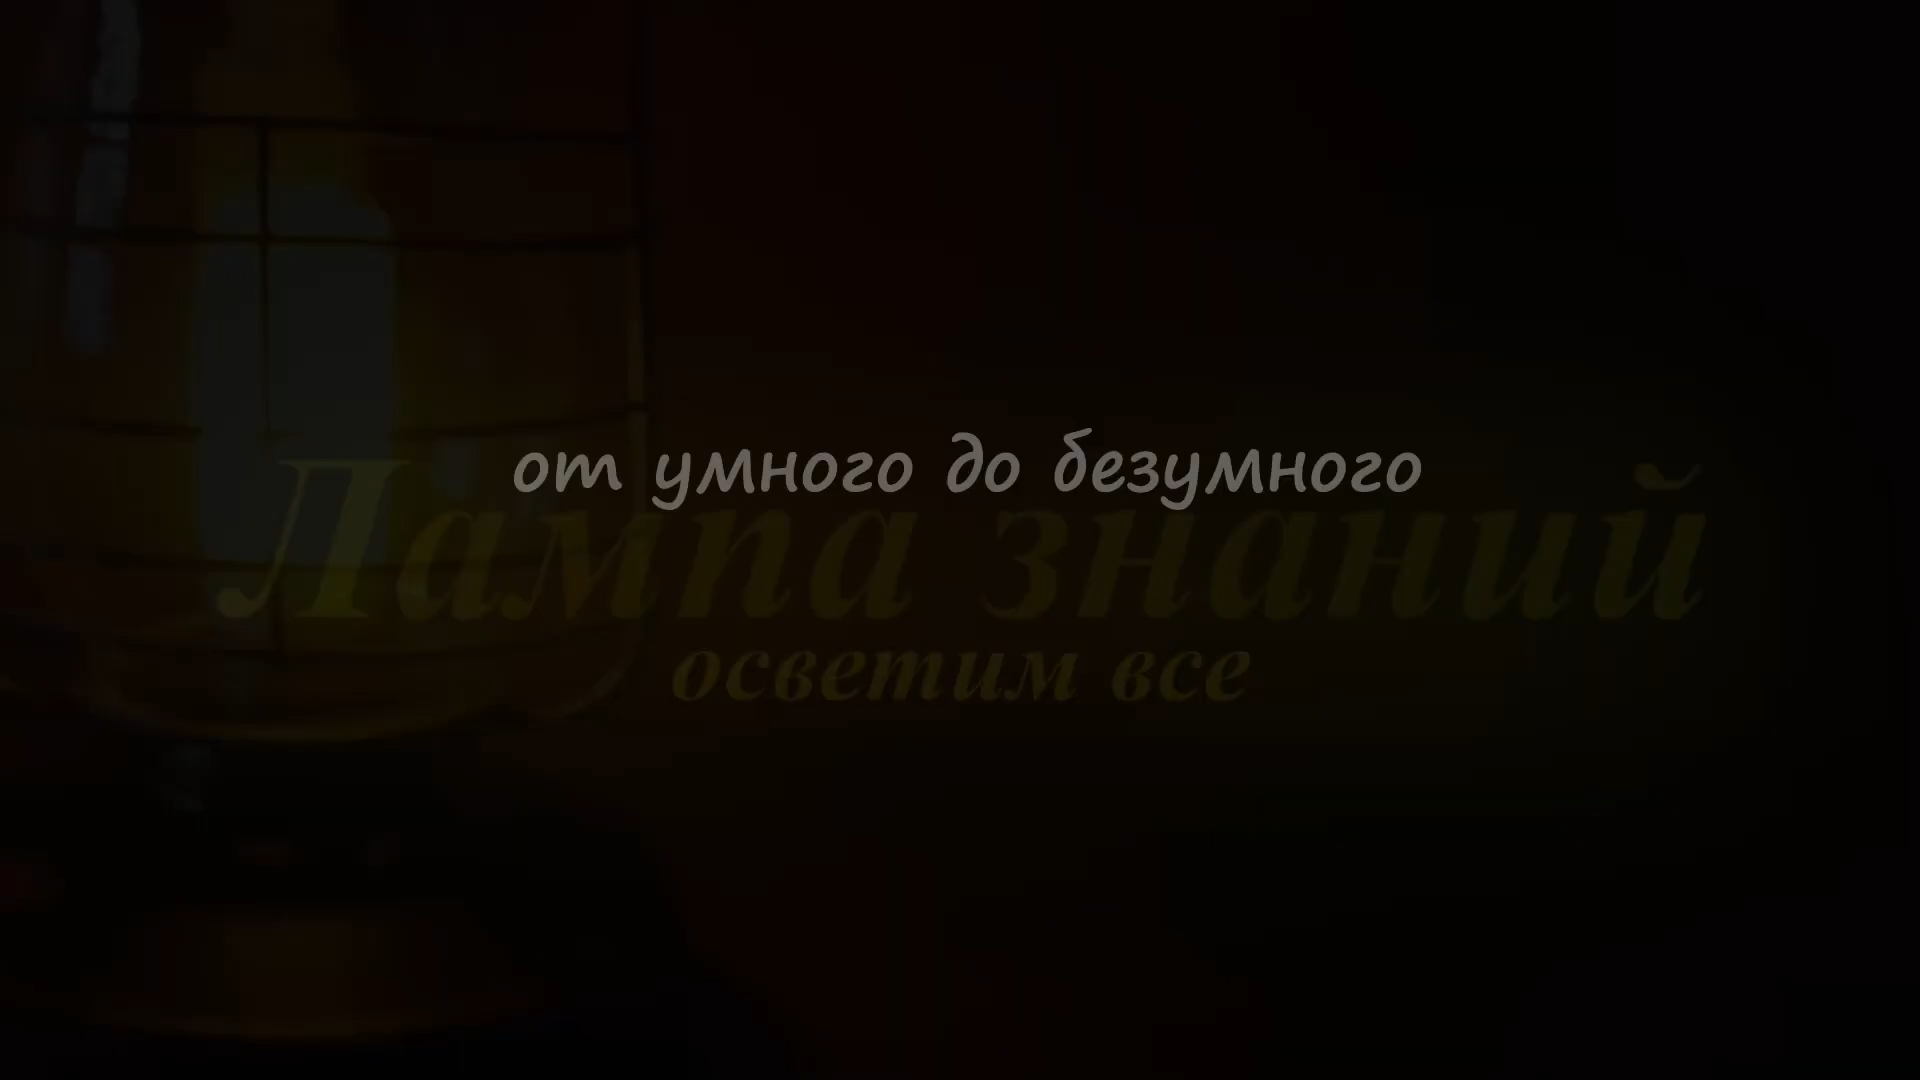 от умного до безумного
Лампа знаний
осветим все